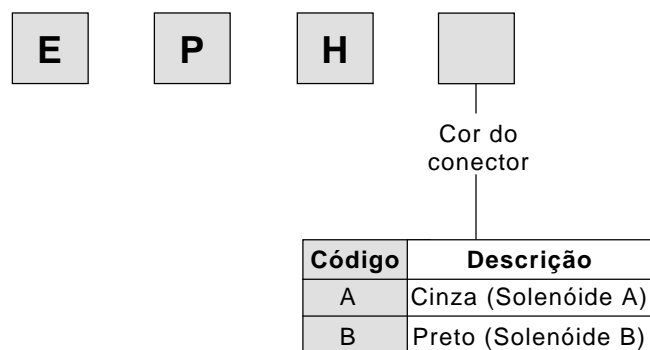 E P H
Cor do
conector
Código Descrição
A Cinza (Solenóide A)
B Preto (Solenóide B)